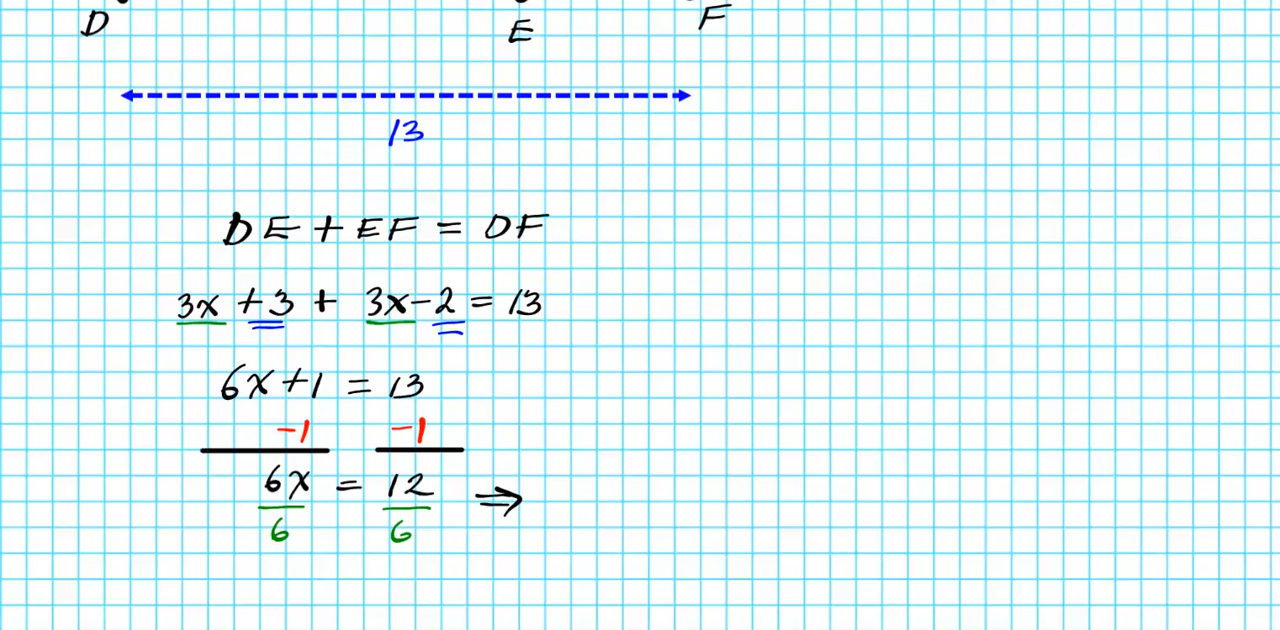 D E F
13
DE + EF = DF
3x + 3 + 3x - 2 = 13
6x + 1 = 13
-1 -1
6x = 12 ⇒
6 6